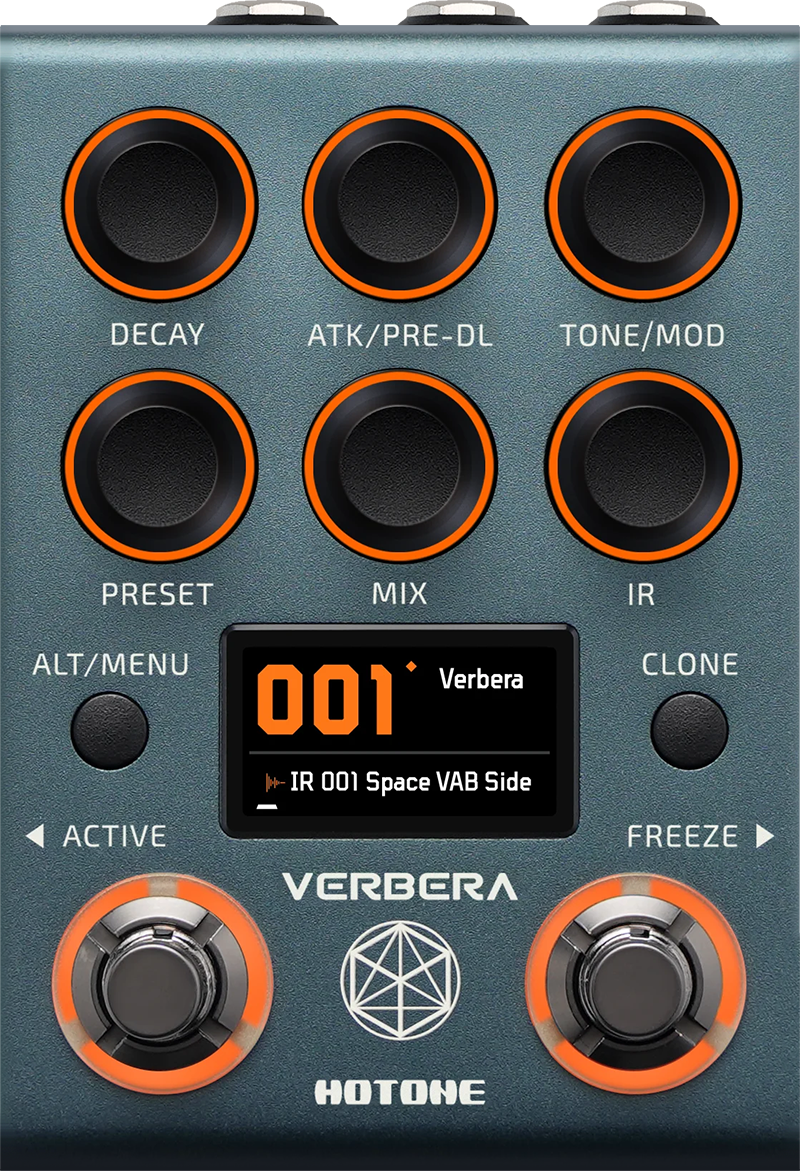 DECAY ATK/PRE-DL TONE/MOD
PRESET MIX IR
ALT/MENU CLONE
001 Verbera
IR 001 Space VAB Side
ACTIVE FREEZE
VERBERA
HOTONE